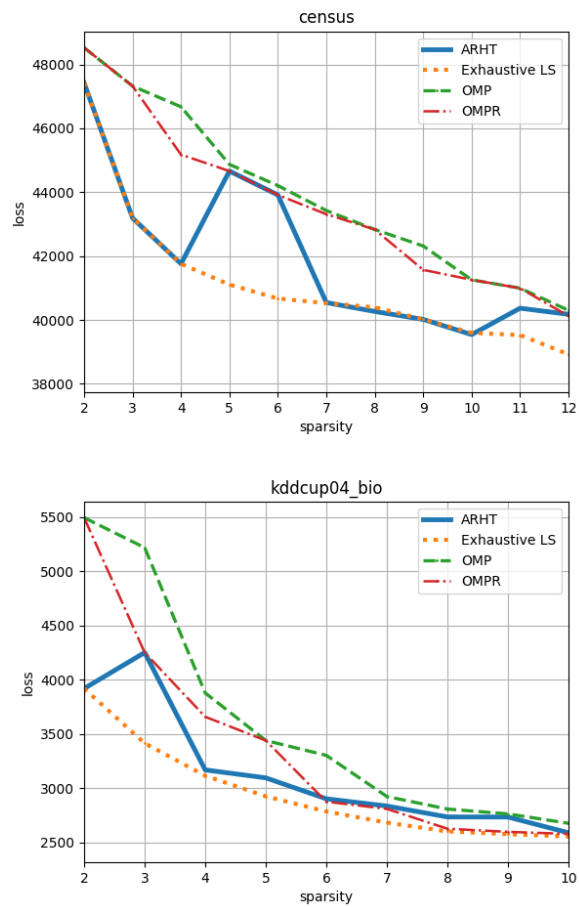 census
48000
46000
44000
42000
40000
38000
loss
ARHT
Exhaustive LS
OMP
OMPR
2 3 4 5 6 7 8 9 10 11 12
sparsity
kddcup04_bio
5500
5000
4500
4000
3500
3000
2500
loss
ARHT
Exhaustive LS
OMP
OMPR
2 3 4 5 6 7 8 9 10
sparsity